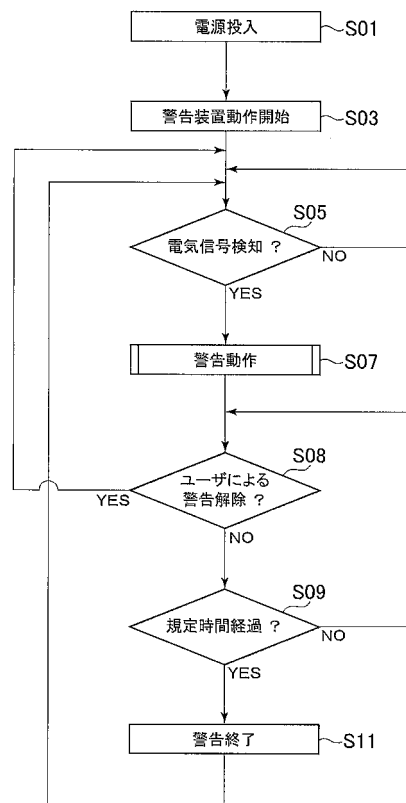 電源投入
S01
警告装置動作開始
S03
S05
電気信号検知 ?
NO
YES
警告動作
S07
S08
ユーザによる
警告解除 ?
YES
NO
S09
規定時間経過 ?
NO
YES
警告終了
S11